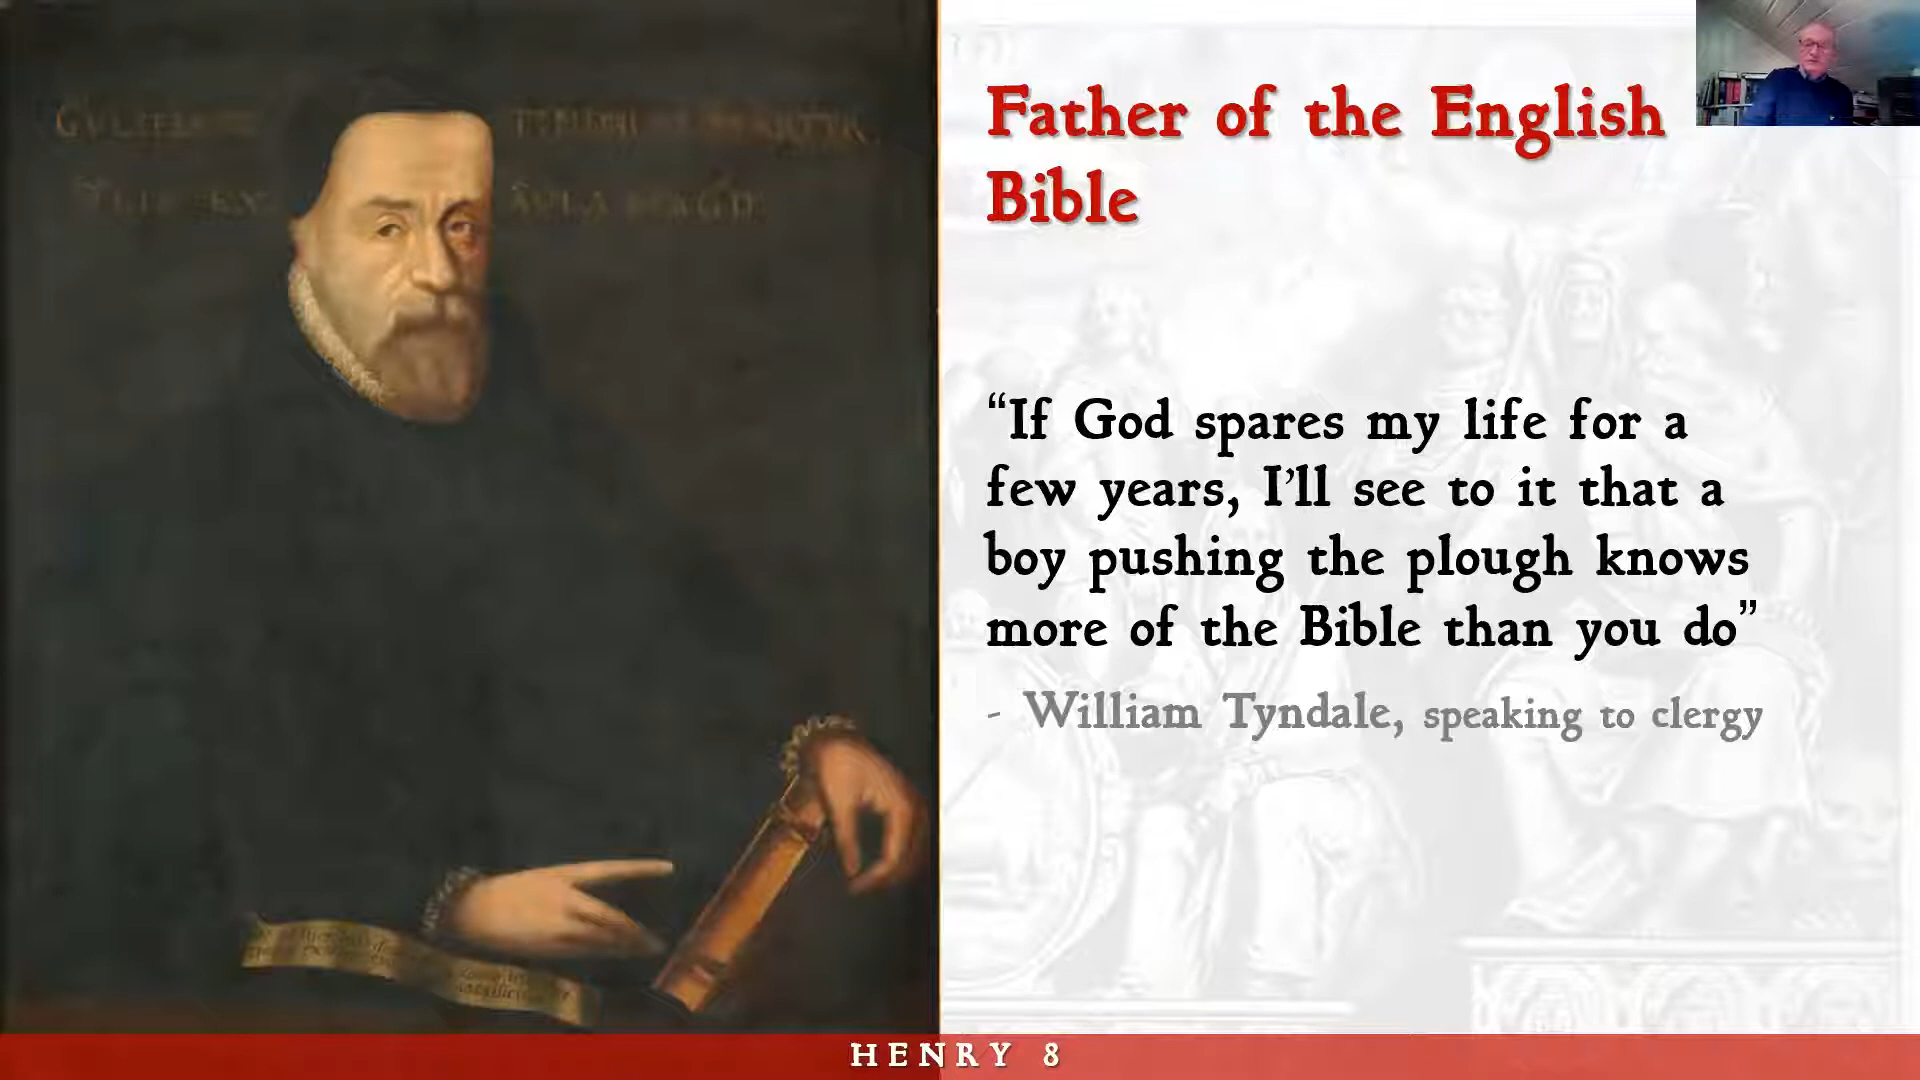 Father of the English
Bible
“If God spares my life for a
few years, I’ll see to it that a
boy pushing the plough knows
more of the Bible than you do”
- William Tyndale, speaking to clergy
HENRY 8